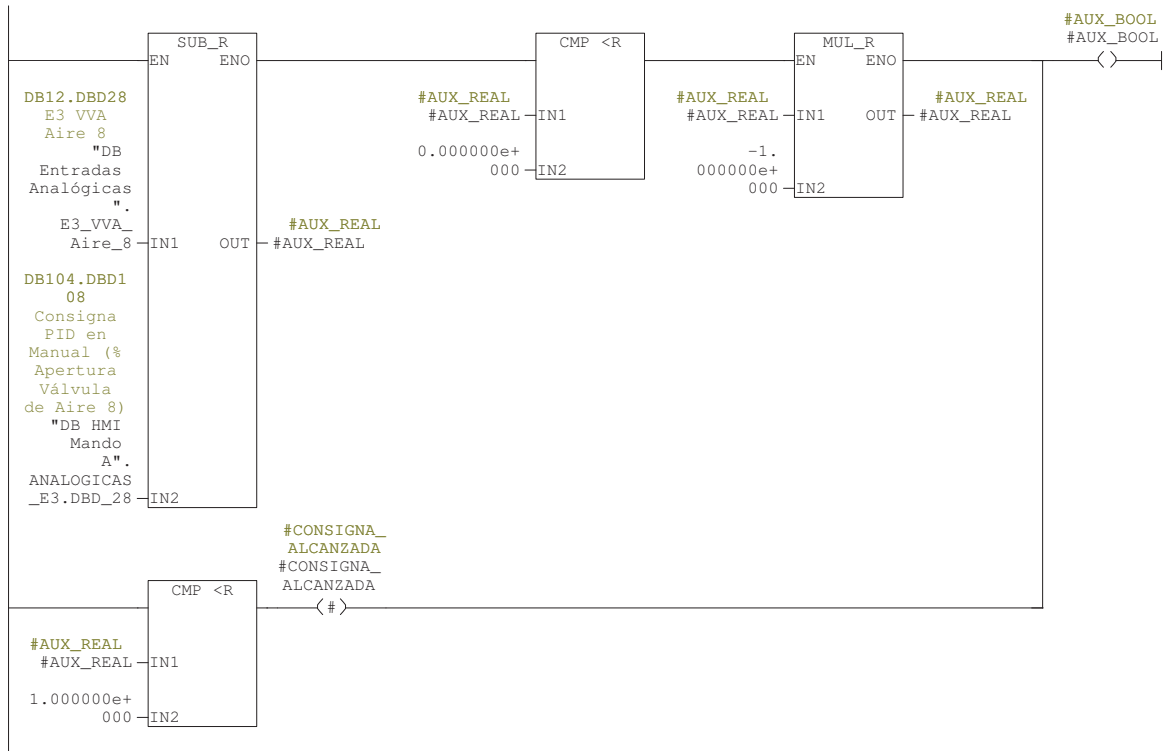 #AUX_BOOL
#AUX_BOOL
SUB_R
EN ENO
CMP <R
MUL_R
EN ENO
DB12.DBD28
E3 VVA
Aire 8
"DB
Entradas
Analógicas
".
E3_VVA_
Aire_8
IN1 OUT
#AUX_REAL
#AUX_REAL
#AUX_REAL
#AUX_REAL
IN1
0.000000e+
000
IN2
#AUX_REAL
#AUX_REAL
IN1 OUT
#AUX_REAL
#AUX_REAL
-1.
000000e+
000
IN2
DB104.DBD1
08
Consigna
PID en
Manual (%
Apertura
Válvula
de Aire 8)
"DB HMI
Mando
A".
ANALOGICAS
_E3.DBD_28
IN2
CMP <R
#CONSIGNA_
ALCANZADA
#CONSIGNA_
ALCANZADA
#
#AUX_REAL
#AUX_REAL
IN1
1.000000e+
000
IN2